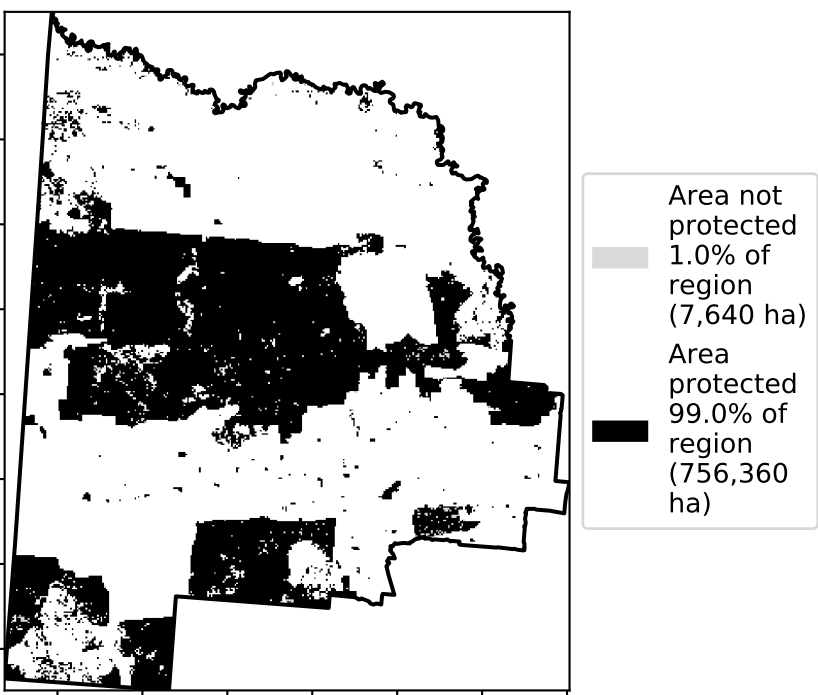 Area not
protected
1.0% of
region
(7,640 ha)
Area
protected
99.0% of
region
(756,360
ha)